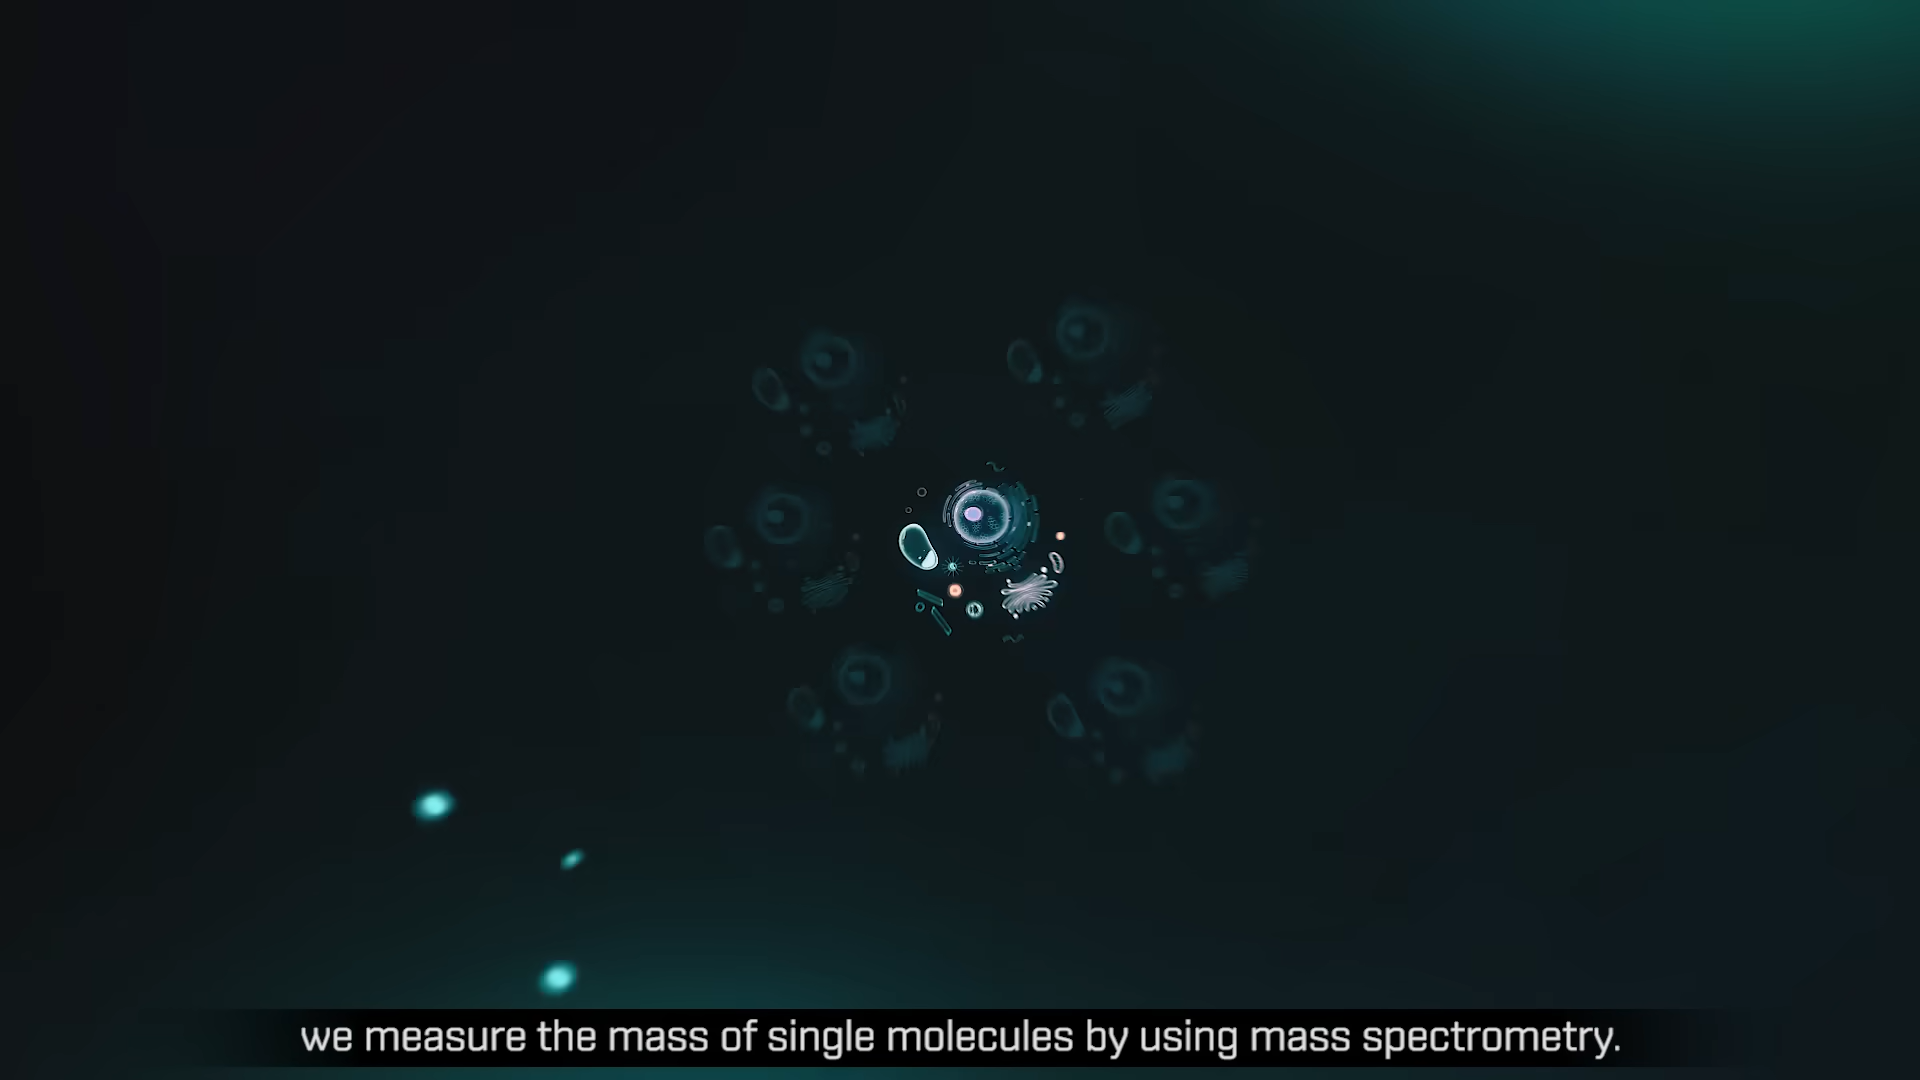 we measure the mass of single molecules by using mass spectrometry.